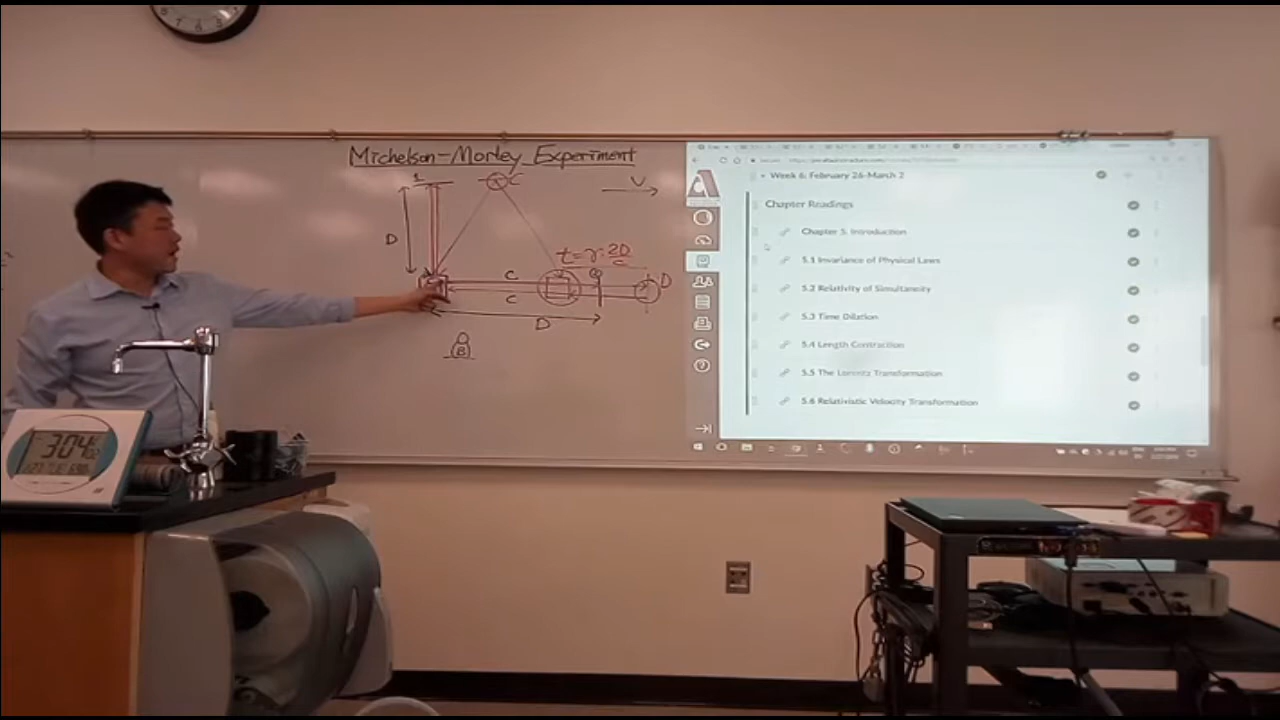 Michelson-Morley Experiment
V
D
t = γ · 2D/c
C
C
D
D
B
Week 6: February 26-March 2
Chapter Readings
Chapter 5. Introduction
5.1 Invariance of Physical Laws
5.2 Relativity of Simultaneity
5.3 Time Dilation
5.4 Length Contraction
5.5 The Lorentz Transformation
5.6 Relativistic Velocity Transformation
3:04